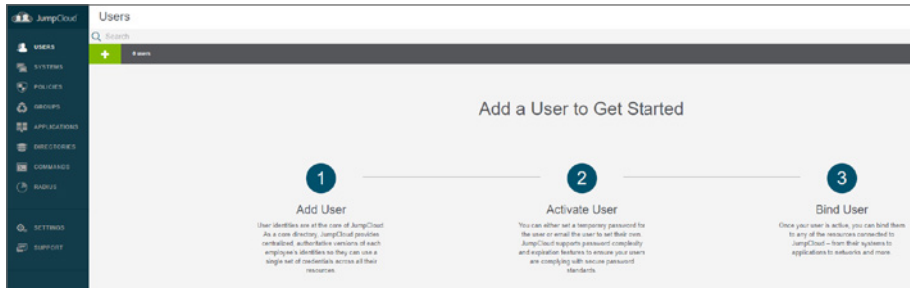 JumpCloud
Users
Search
USERS
0 users
SYSTEMS
POLICIES
GROUPS
APPLICATIONS
DIRECTORIES
COMMANDS
RADIUS
SETTINGS
SUPPORT
Add a User to Get Started
1
Add User
User identities are at the core of JumpCloud.
As a core directory, JumpCloud provides
centralized, authoritative versions of each
employee's identities so they can use a
single set of credentials across all their
resources.
2
Activate User
You can either set a temporary password for
the user or email the user to set their own.
JumpCloud supports password complexity
and expiration features to ensure your users
are complying with secure password
standards.
3
Bind User
Once your user is active, you can bind them
to any of the resources connected to
JumpCloud – from their systems to
applications to networks and more.